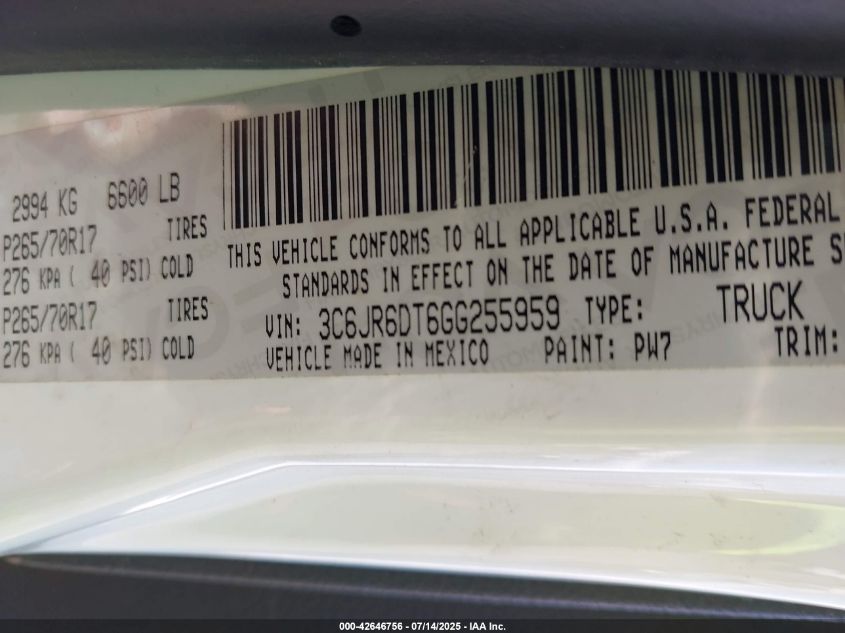 2994 KG 6600 LB
P265/70R17 TIRES
276 KPA ( 40 PSI) COLD
P265/70R17 TIRES
276 KPA ( 40 PSI) COLD
THIS VEHICLE CONFORMS TO ALL APPLICABLE U.S.A. FEDERAL
STANDARDS IN EFFECT ON THE DATE OF MANUFACTURE
VIN: 3C6JR6DT6GG255959 TYPE: TRUCK
VEHICLE MADE IN MEXICO PAINT: PW7 TRIM:
000-42646756 - 07/14/2025 - IAA Inc.